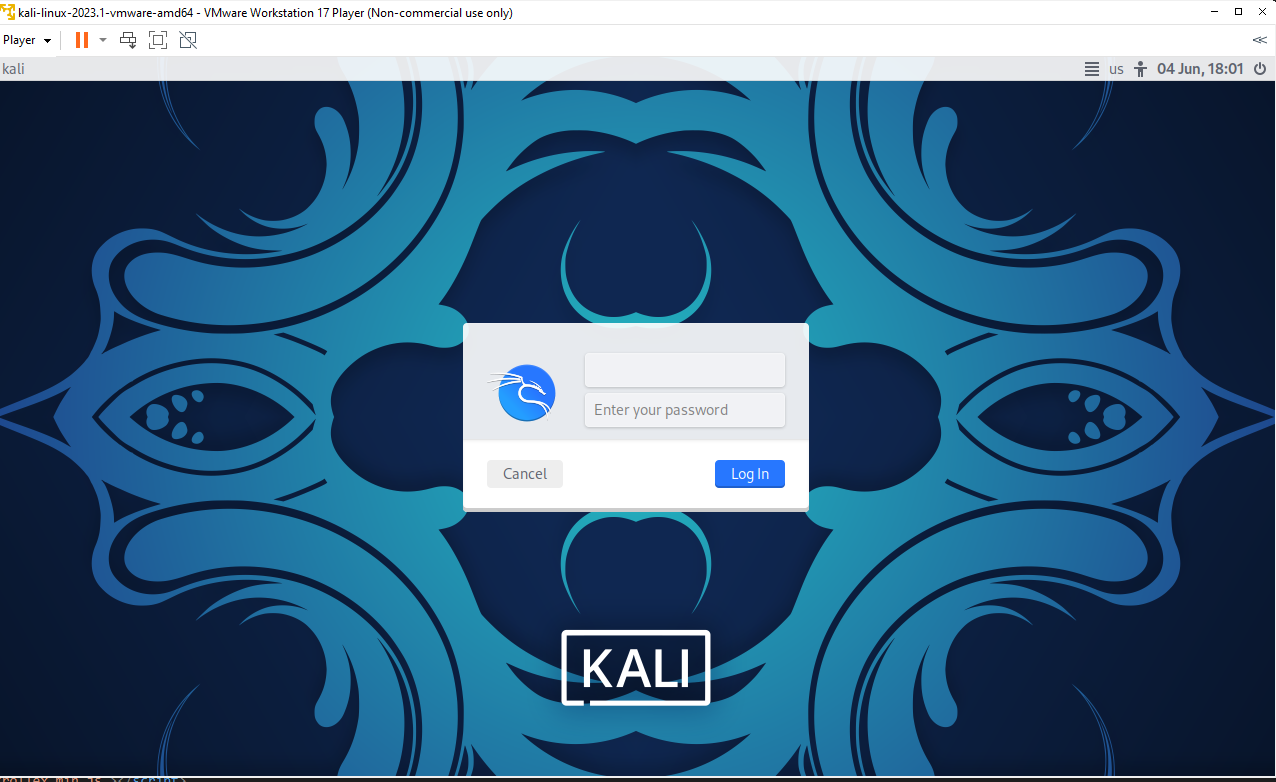 kali-linux-2023.1-vmware-amd64 - VMware Workstation 17 Player (Non-commercial use only)
Player
kali
us
04 Jun, 18:01
Enter your password
Cancel
Log In
KALI
></script>